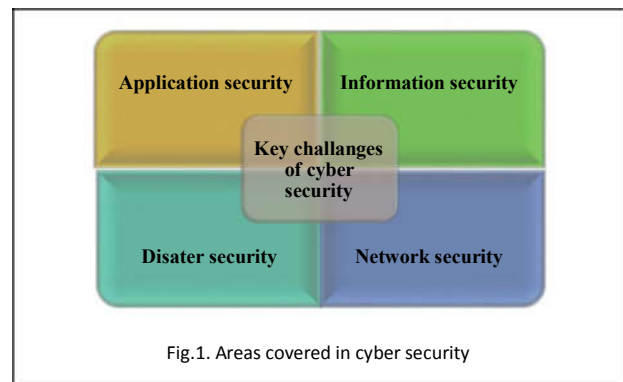 Application security
Information security
Key challanges
of cyber
security
Disater security
Network security
Fig.1. Areas covered in cyber security